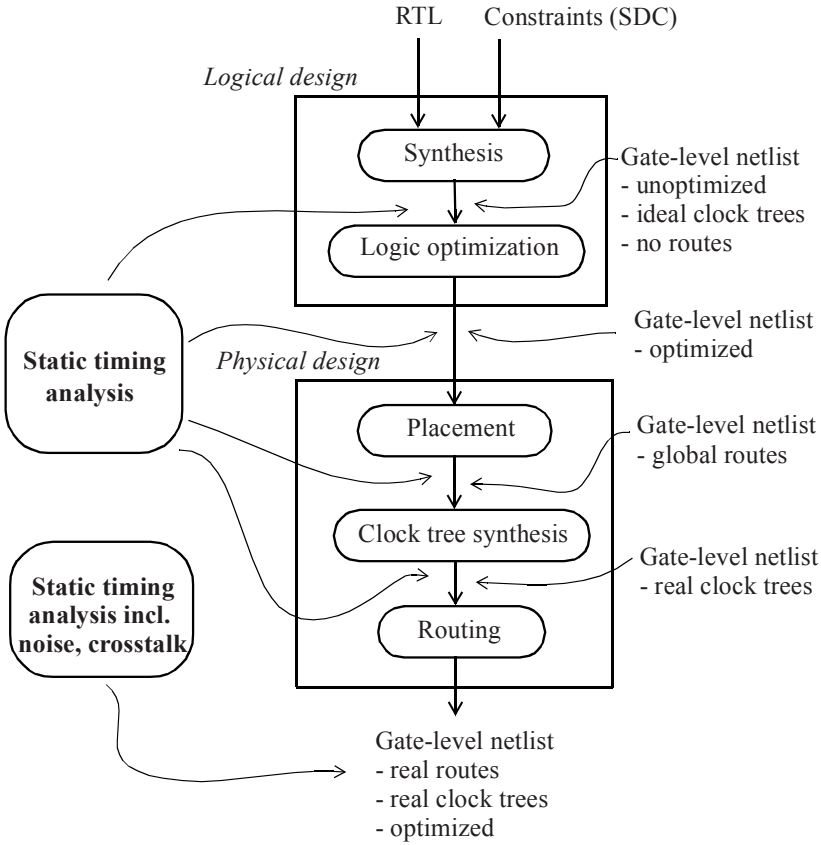 RTL
Constraints (SDC)
Logical design
Synthesis
Gate-level netlist
- unoptimized
- ideal clock trees
- no routes
Logic optimization
Static timing
analysis
Gate-level netlist
- optimized
Physical design
Placement
Gate-level netlist
- global routes
Clock tree synthesis
Gate-level netlist
- real clock trees
Static timing
analysis incl.
noise, crosstalk
Routing
Gate-level netlist
- real routes
- real clock trees
- optimized